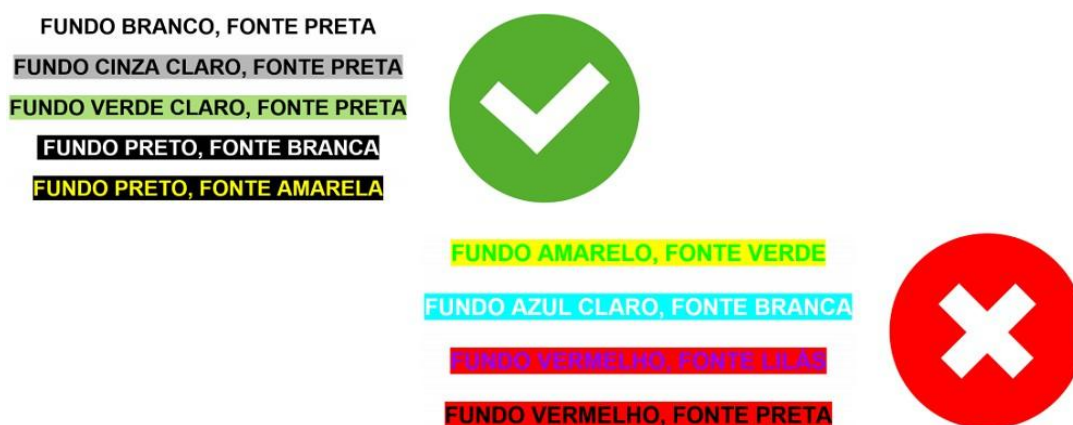 FUNDO BRANCO, FONTE PRETA
FUNDO CINZA CLARO, FONTE PRETA
FUNDO VERDE CLARO, FONTE PRETA
FUNDO PRETO, FONTE BRANCA
FUNDO PRETO, FONTE AMARELA
FUNDO AMARELO, FONTE VERDE
FUNDO AZUL CLARO, FONTE BRANCA
FUNDO VERMELHO, FONTE LILÁS
FUNDO VERMELHO, FONTE PRETA